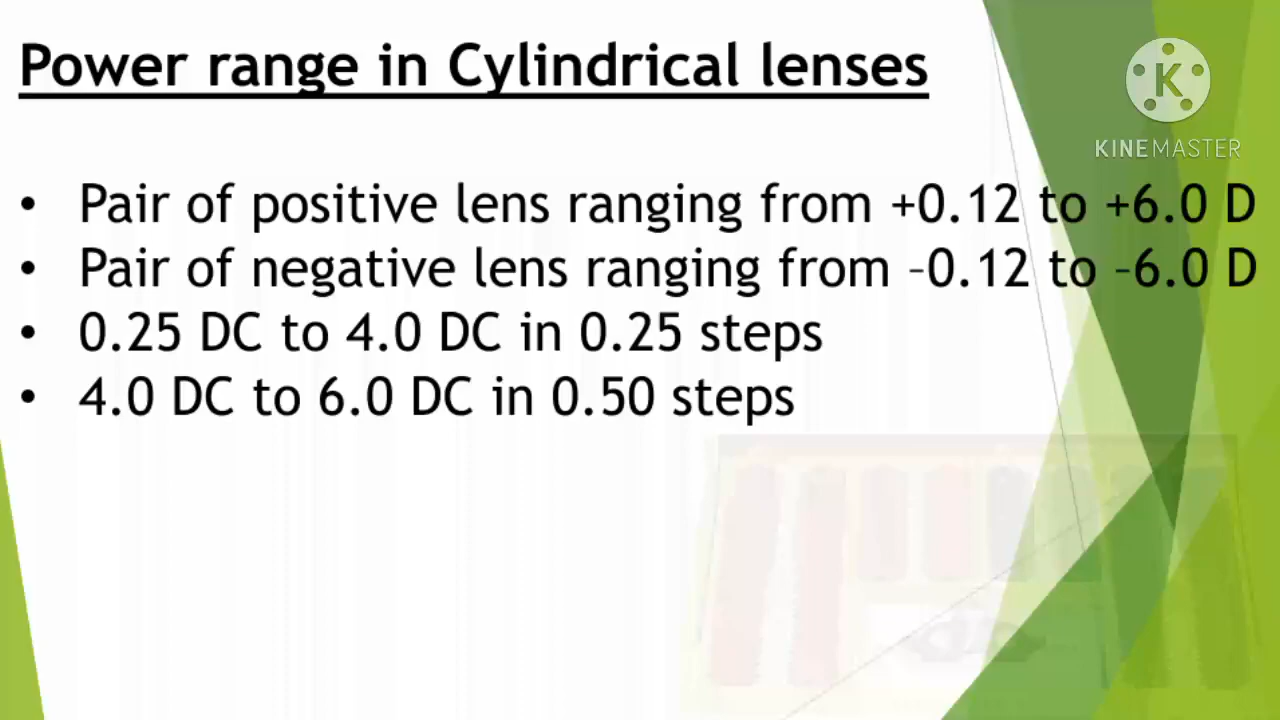 Power range in Cylindrical lenses
K
KINEMASTER
• Pair of positive lens ranging from +0.12 to +6.0 D
• Pair of negative lens ranging from –0.12 to –6.0 D
• 0.25 DC to 4.0 DC in 0.25 steps
• 4.0 DC to 6.0 DC in 0.50 steps